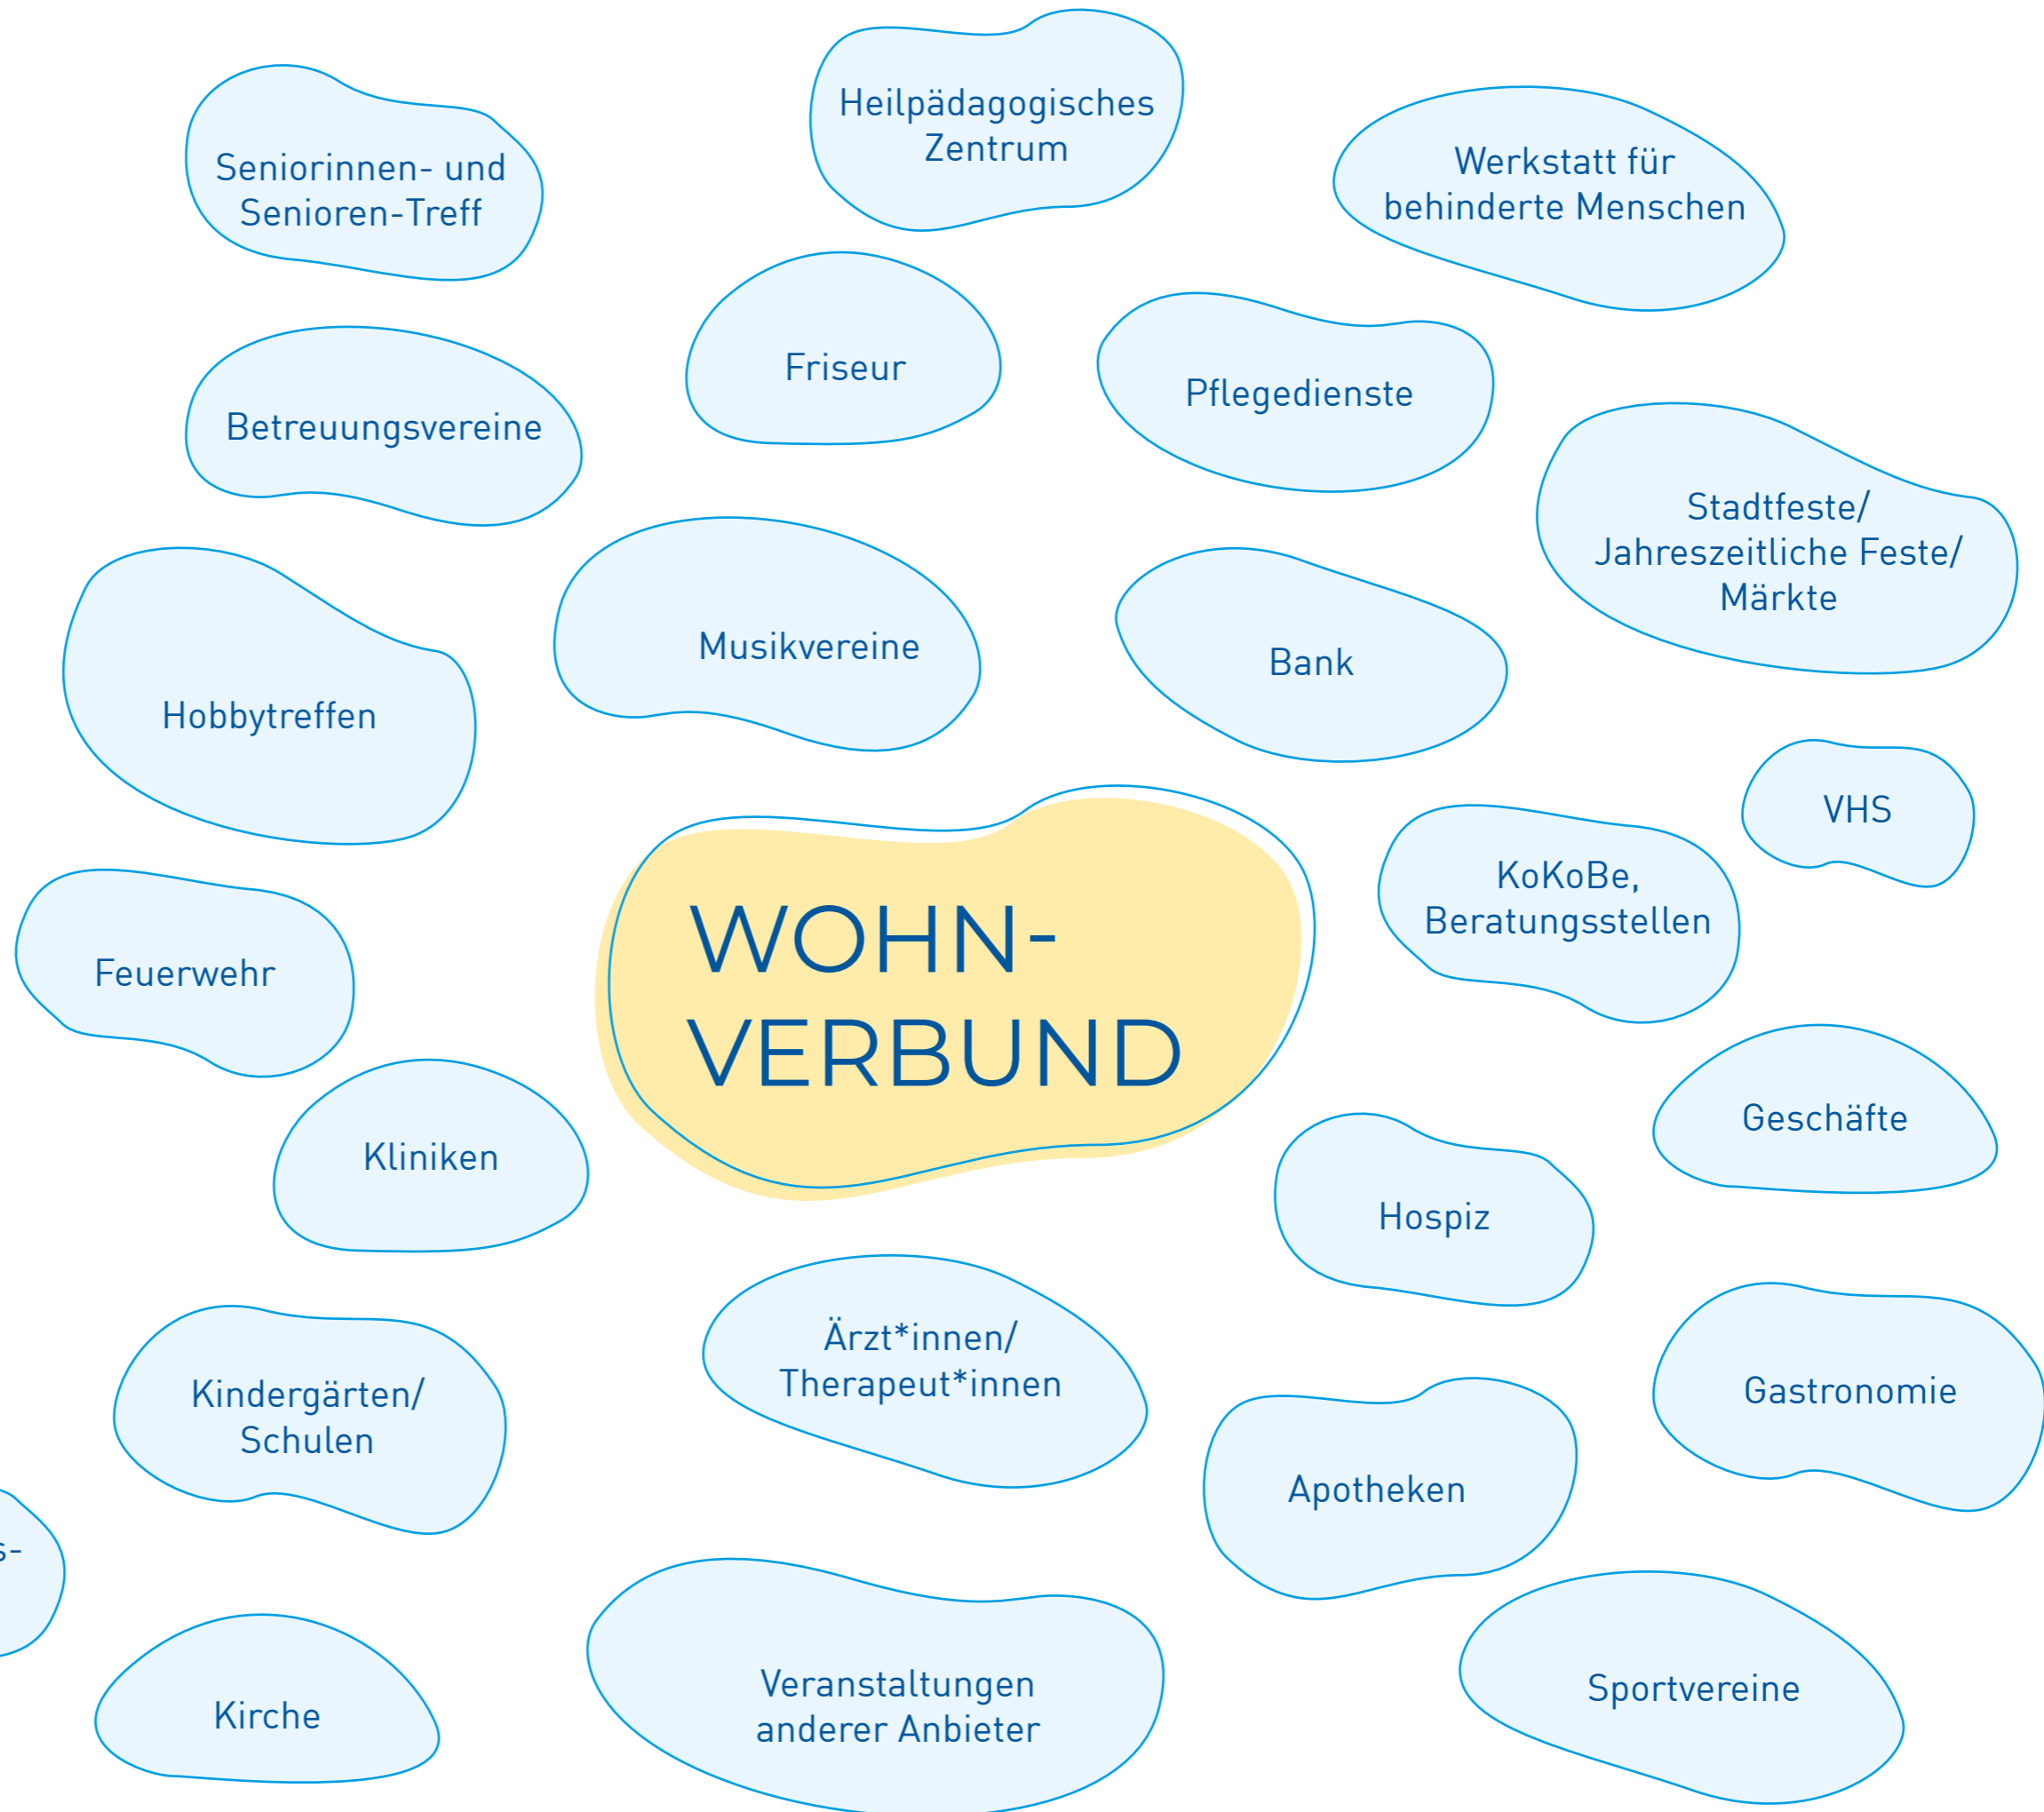 Heilpädagogisches
Zentrum
Seniorinnen- und
Senioren-Treff
Werkstatt für
behinderte Menschen
Friseur
Pflegedienste
Betreuungsvereine
Stadtfeste/
Jahreszeitliche Feste/
Märkte
Musikvereine
Bank
Hobbytreffen
VHS
KoKoBe,
Beratungsstellen
WOHN-
VERBUND
Feuerwehr
Geschäfte
Kliniken
Hospiz
Ärzt*innen/
Therapeut*innen
Kindergärten/
Schulen
Gastronomie
Apotheken
s-
Veranstaltungen
anderer Anbieter
Sportvereine
Kirche